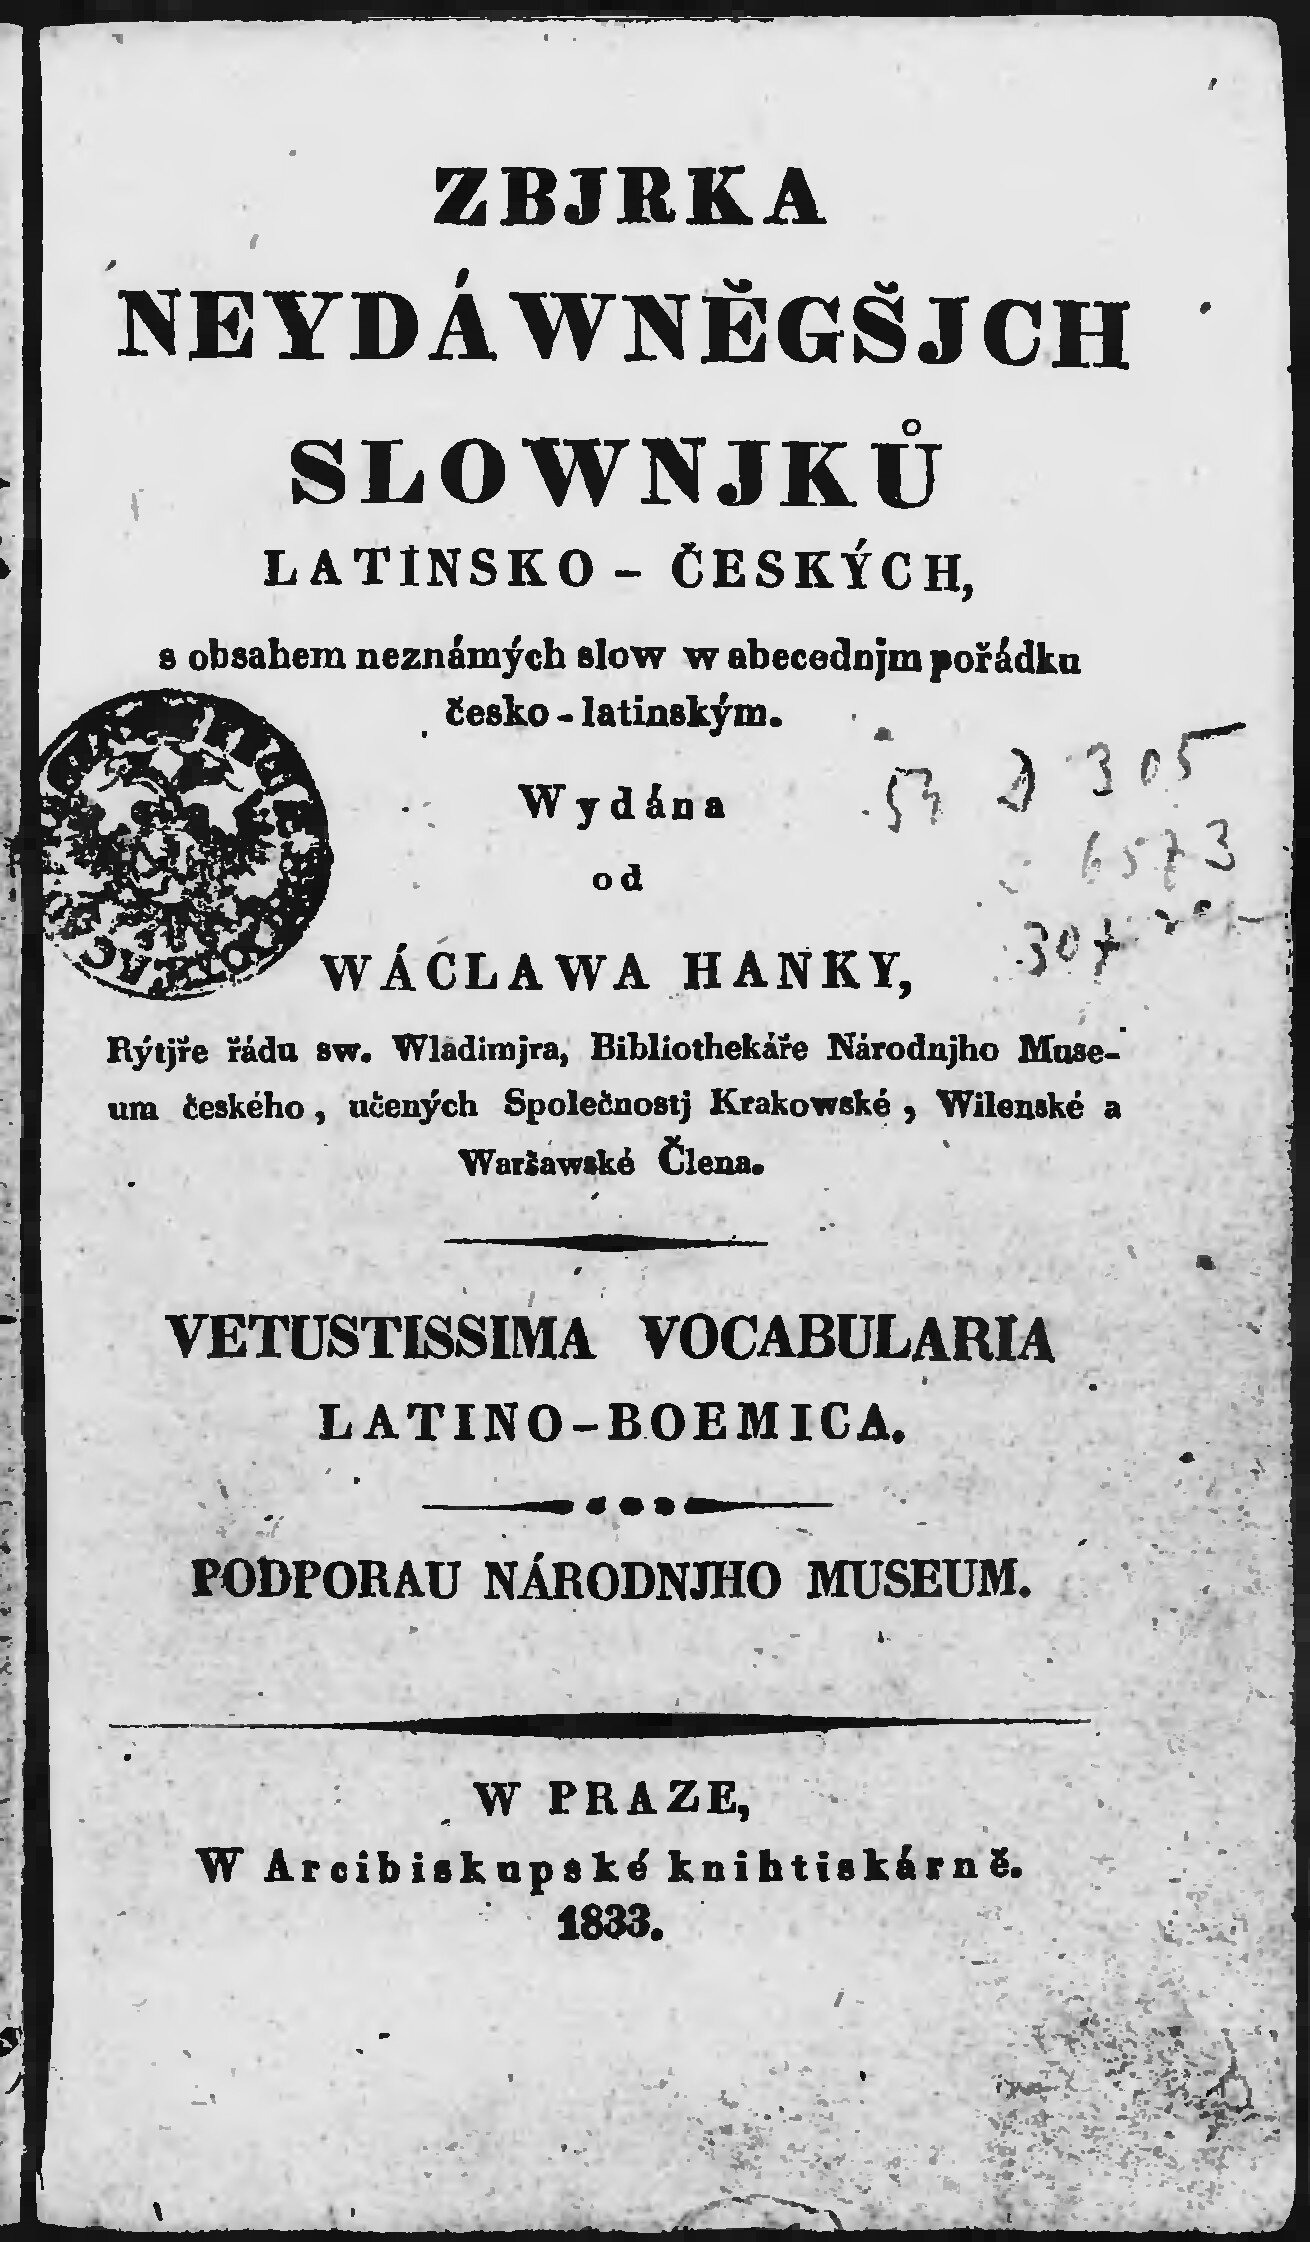 ZBJRKA
NEYDÁWNĚGŠJCH
SLOWNJKŮ
LATINSKO - ČESKÝCH,
s obsahem neznámých slow w abecednjm pořádku
česko - latinským.
Wydána
od
WÁCLAWA HANKY,
Rýtjře řádu sw. Wladimjra, Bibliothekáře Národnjho Muse-
um českého, učených Společnostj Krakowské, Wilenské a
Waršawské Člena.
VETUSTISSIMA VOCABULARIA
LATINO-BOEMICA.
PODPORAU NÁRODNJHO MUSEUM.
W PRAZE,
W Arcibiskupské knihtiskárně.
1833.